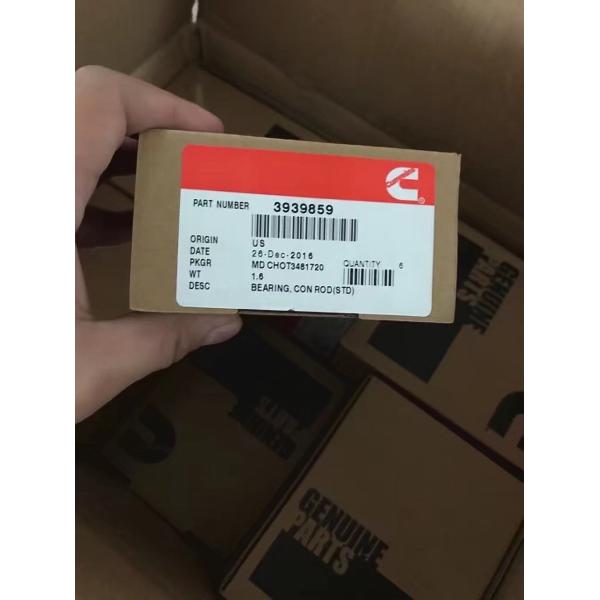 Cummins
PART NUMBER 3939859
ORIGIN US
DATE 26-Dec-2016
PKGR MD CHOT3481720 QUANTITY 6
WT 1.6
DESC BEARING, CON ROD(STD)
GENUINE
PARTS
GENUINE
PARTS
GENUINE
PARTS